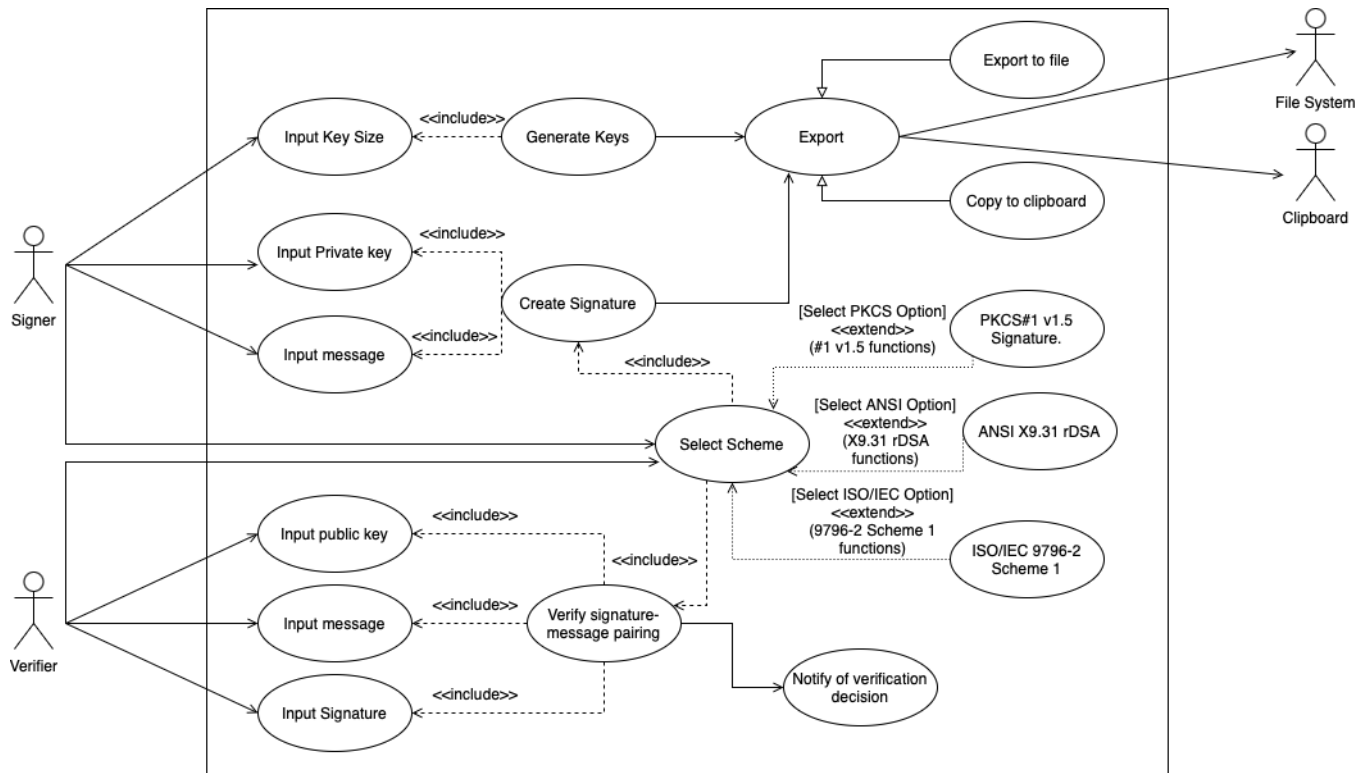 Export to file
File System
<<include>>
Input Key Size
Generate Keys
Export
Copy to clipboard
Clipboard
<<include>>
Input Private key
Signer
Create Signature
[Select PKCS Option]
<<extend>>
(#1 v1.5 functions)
PKCS#1 v1.5
Signature.
<<include>>
Input message
<<include>>
[Select ANSI Option]
<<extend>>
(X9.31 rDSA
functions)
ANSI X9.31 rDSA
Select Scheme
[Select ISO/IEC Option]
<<extend>>
(9796-2 Scheme 1
functions)
ISO/IEC 9796-2
Scheme 1
<<include>>
Input public key
<<include>>
<<include>>
Input message
Verify signature-
message pairing
Verifier
<<include>>
Input Signature
Notify of verification
decision